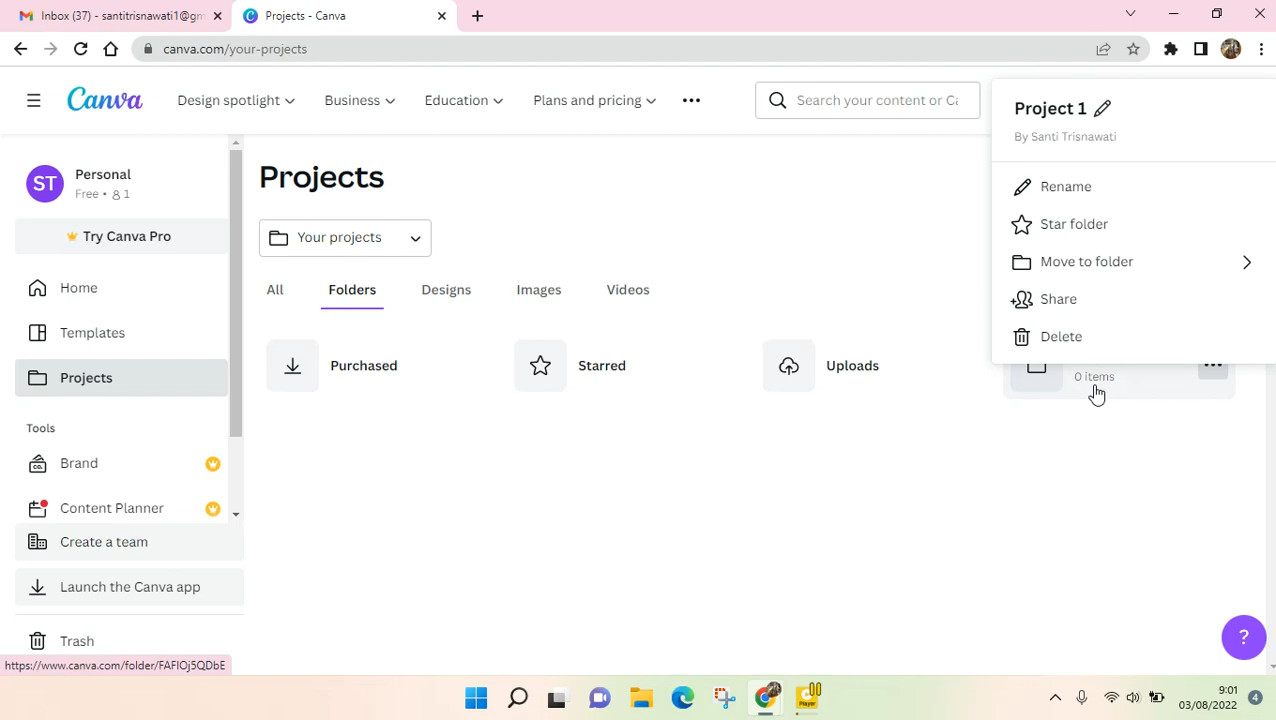 Inbox (37) - santitrisnawati1@gm
Projects - Canva
canva.com/your-projects
Canva
Design spotlight
Business
Education
Plans and pricing
Search your content or Ca
Project 1
By Santi Trisnawati
Rename
Star folder
Move to folder
Share
Delete
0 items
ST
Personal
Free • 1
Try Canva Pro
Home
Templates
Projects
Tools
Brand
CO.
Content Planner
Create a team
Launch the Canva app
Trash
Projects
Your projects
All
Folders
Designs
Images
Videos
Purchased
Starred
Uploads
?
https://www.canva.com/folder/FAFIOj5QDbE
Player
9:01
03/08/2022
4